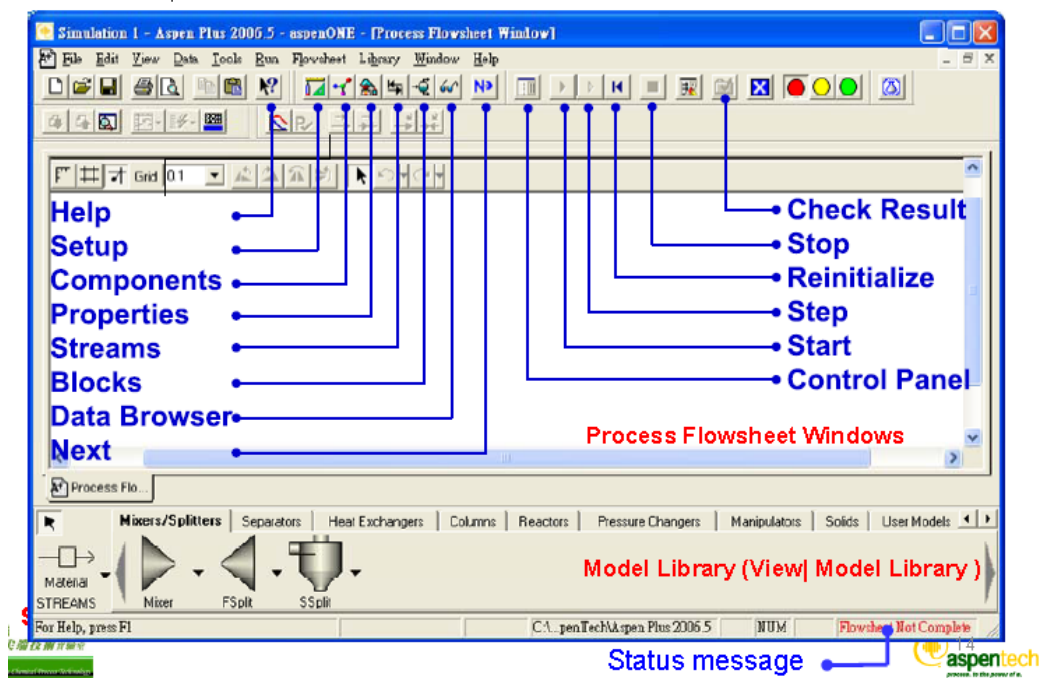 Simulation 1 - Aspen Plus 2006.5 - aspenONE - [Process Flowsheet Window]
File Edit View Data Tools Run Flowsheet Library Window Help
N>
Grid 0.1
Help
Setup
Components
Properties
Streams
Blocks
Data Browser
Next
Check Result
Stop
Reinitialize
Step
Start
Control Panel
Process Flowsheet Windows
Process Flo...
Mixers/Splitters Separators Heat Exchangers Columns Reactors Pressure Changers Manipulators Solids User Models
Material
STREAMS
Mixer
FSplit
SSplit
Model Library (View| Model Library )
For Help, press F1
C:\...penTech\Aspen Plus 2006.5
NUM
Flowsheet Not Complete
Status message
14
aspentech